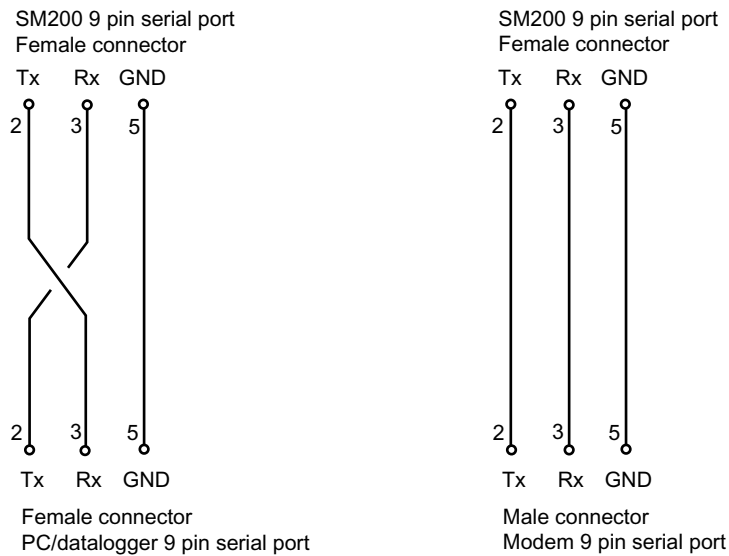 SM200 9 pin serial port
Female connector
Tx Rx GND
2 3 5
2 3 5
Tx Rx GND
Female connector
PC/datalogger 9 pin serial port
SM200 9 pin serial port
Female connector
Tx Rx GND
2 3 5
2 3 5
Tx Rx GND
Male connector
Modem 9 pin serial port